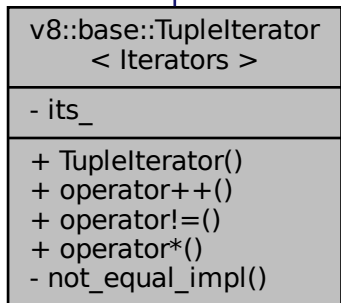 v8::base::TupleIterator
< Iterators >
- its_
+ TupleIterator()
+ operator++()
+ operator!=()
+ operator*()
- not_equal_impl()